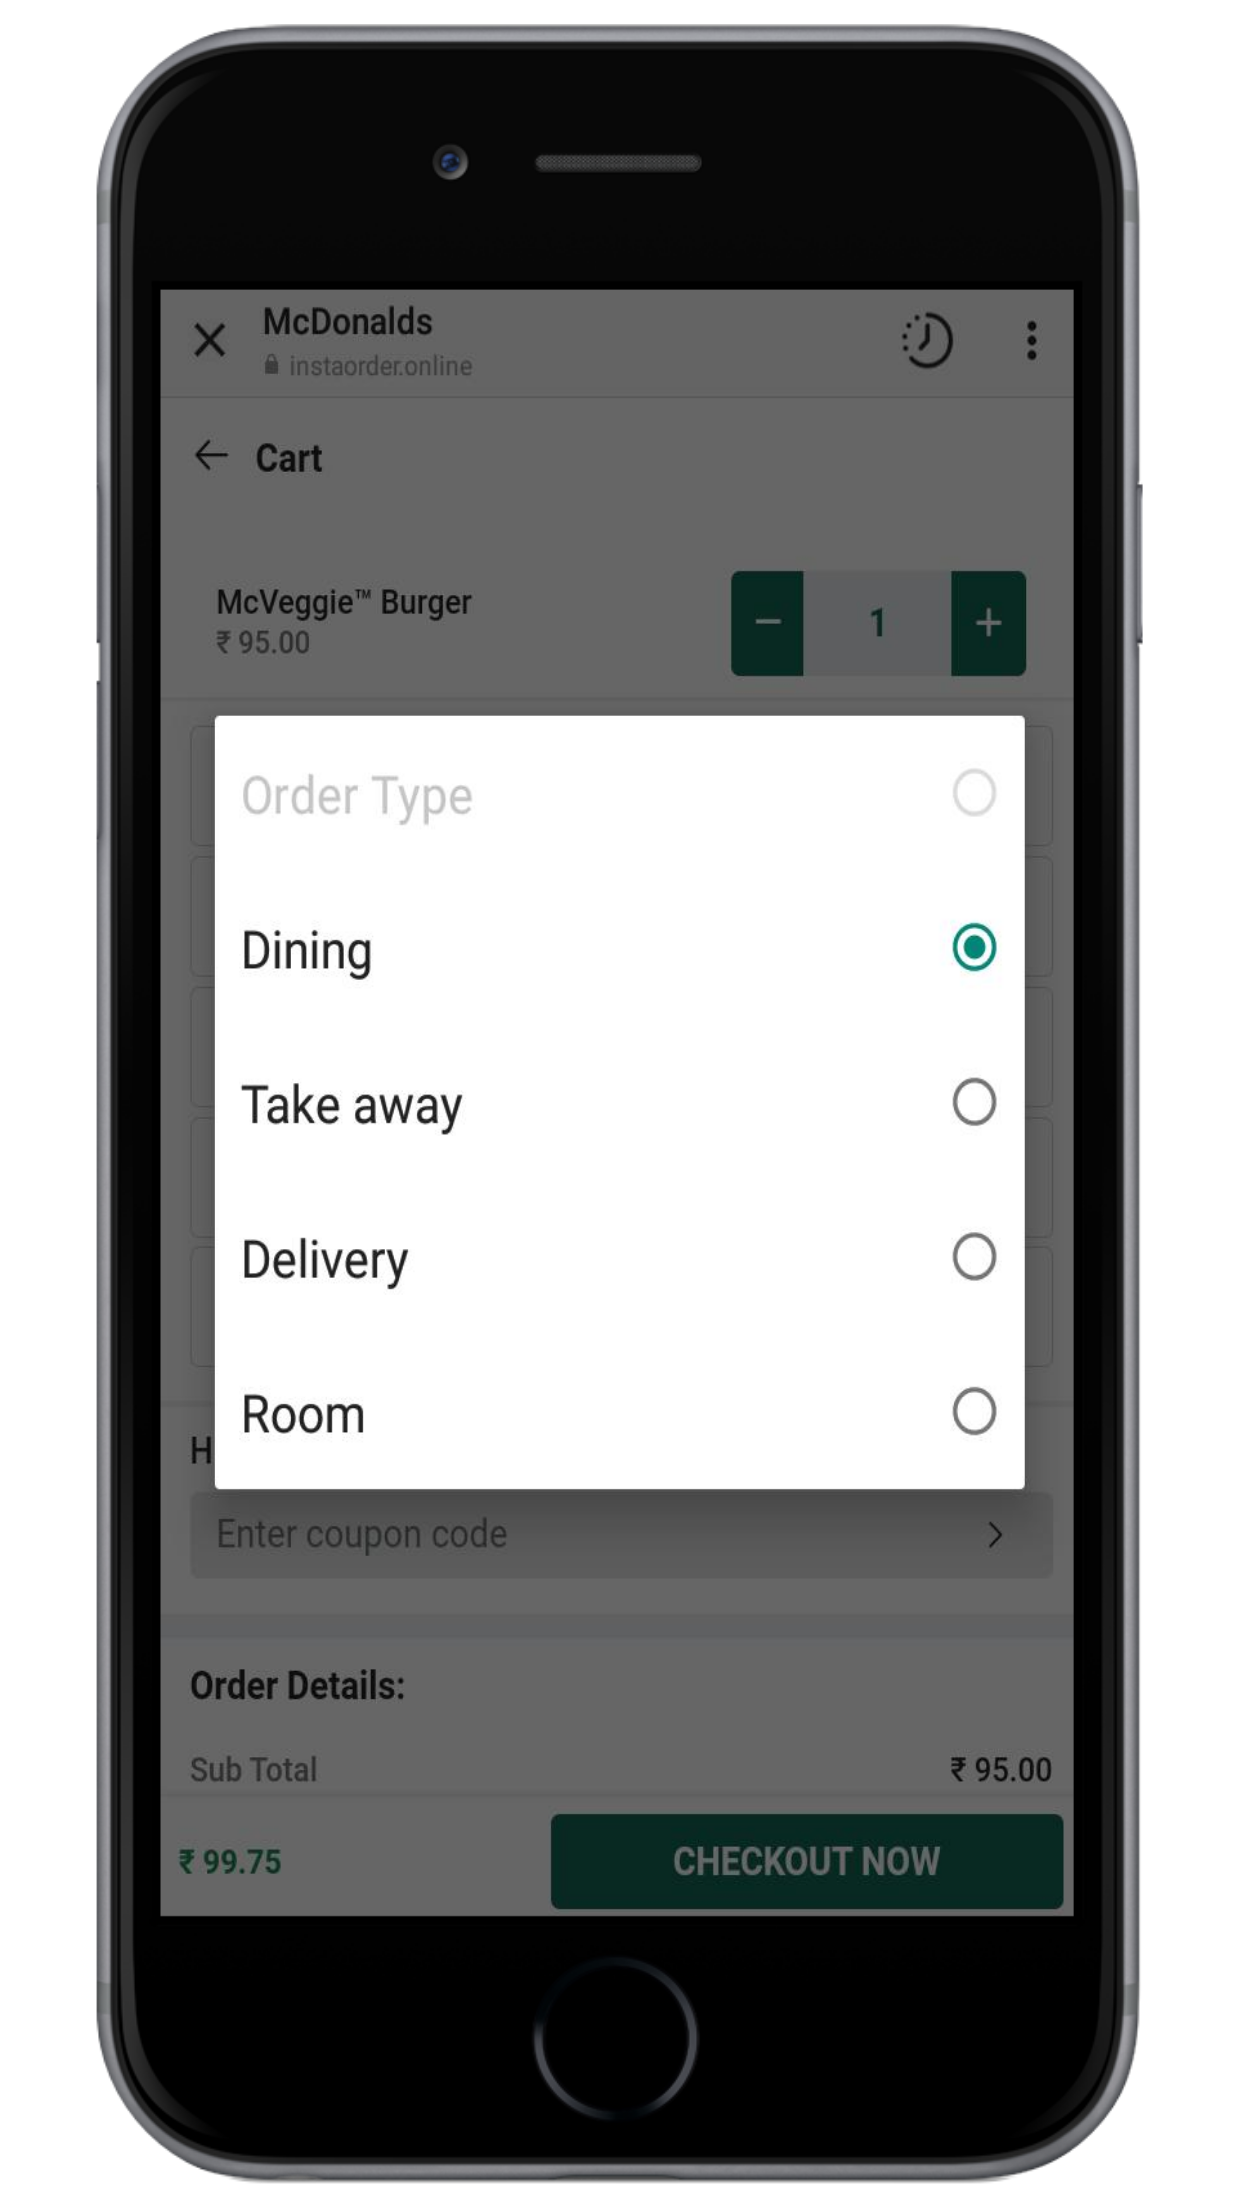 McDonalds
instaorder.online
Cart
McVeggie™ Burger
₹ 95.00
1
Order Type
Dining
Take away
Delivery
Room
H
Enter coupon code
Order Details:
Sub Total ₹ 95.00
₹ 99.75 CHECKOUT NOW